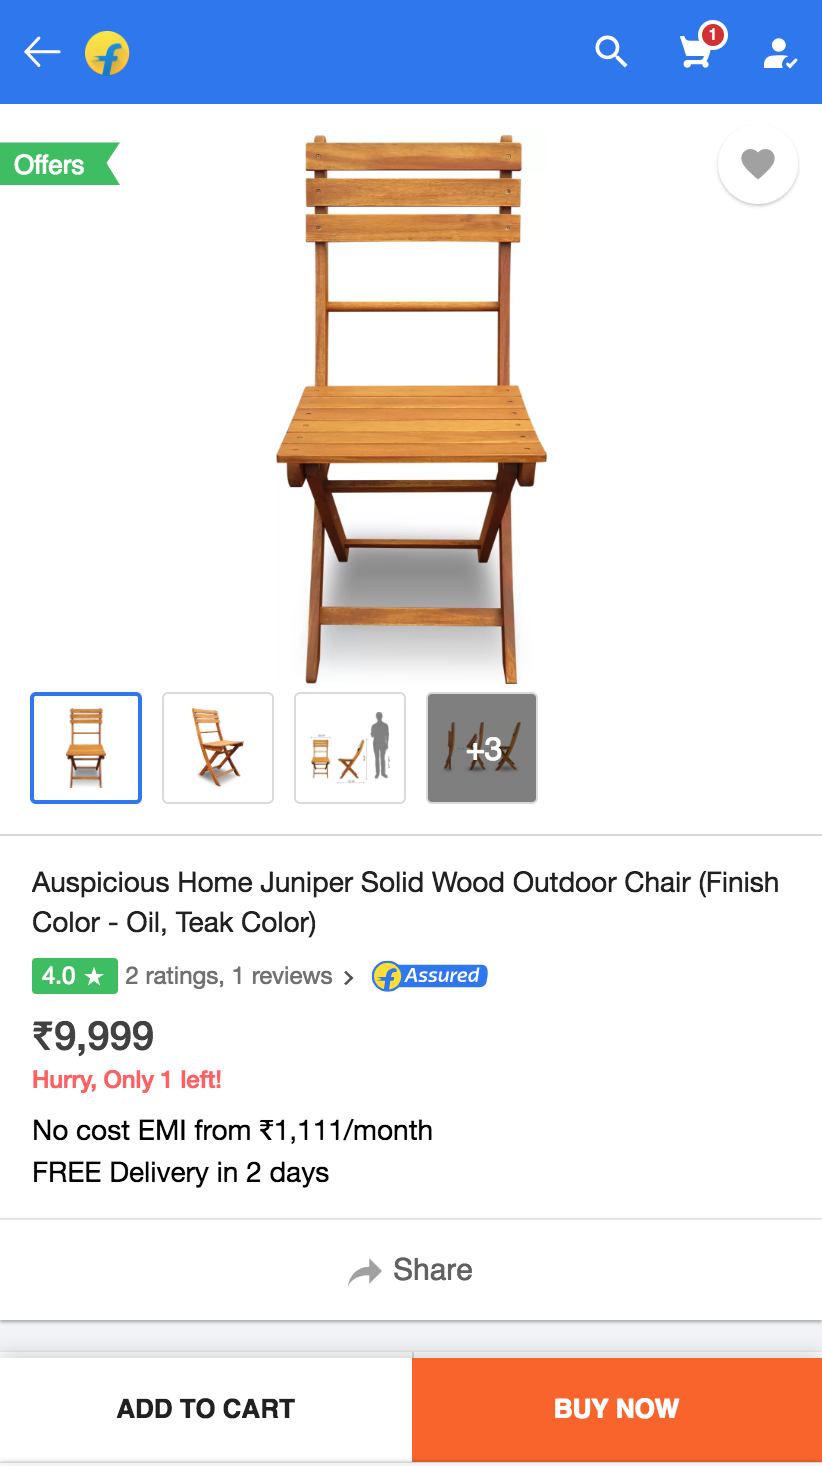 1
Offers
+3
Auspicious Home Juniper Solid Wood Outdoor Chair (Finish
Color - Oil, Teak Color)
4.0 ★ 2 ratings, 1 reviews > Assured
₹9,999
Hurry, Only 1 left!
No cost EMI from ₹1,111/month
FREE Delivery in 2 days
Share
ADD TO CART
BUY NOW